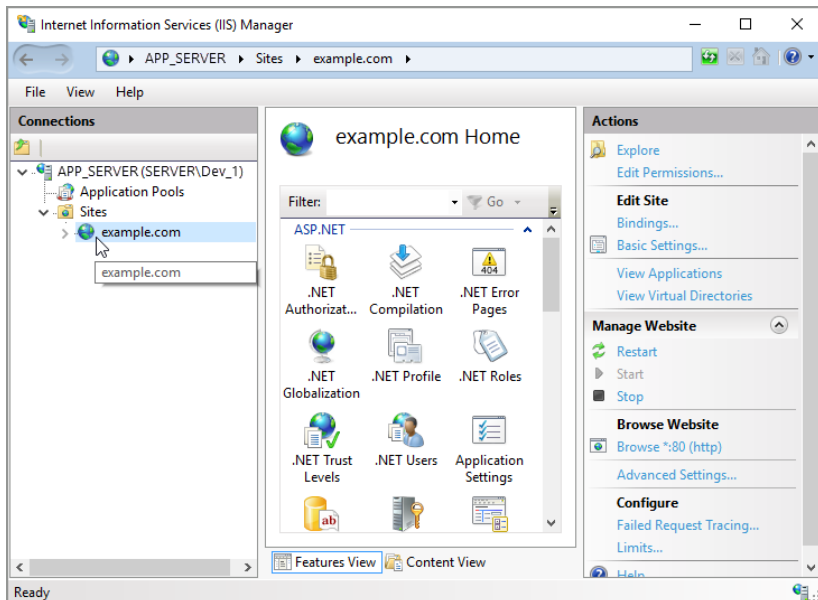 Internet Information Services (IIS) Manager
APP_SERVER Sites example.com
File View Help
Connections
APP_SERVER (SERVER\Dev_1)
Application Pools
Sites
example.com
example.com
example.com Home
Filter: Go
ASP.NET
.NET Authorizat...
.NET Compilation
.NET Error Pages
404
.NET Globalization
.NET Profile
.NET Roles
.NET Trust Levels
.NET Users
Application Settings
ab
Features View Content View
Actions
Explore
Edit Permissions...
Edit Site
Bindings...
Basic Settings...
View Applications
View Virtual Directories
Manage Website
Restart
Start
Stop
Browse Website
Browse *:80 (http)
Advanced Settings...
Configure
Failed Request Tracing...
Limits...
Help
Ready